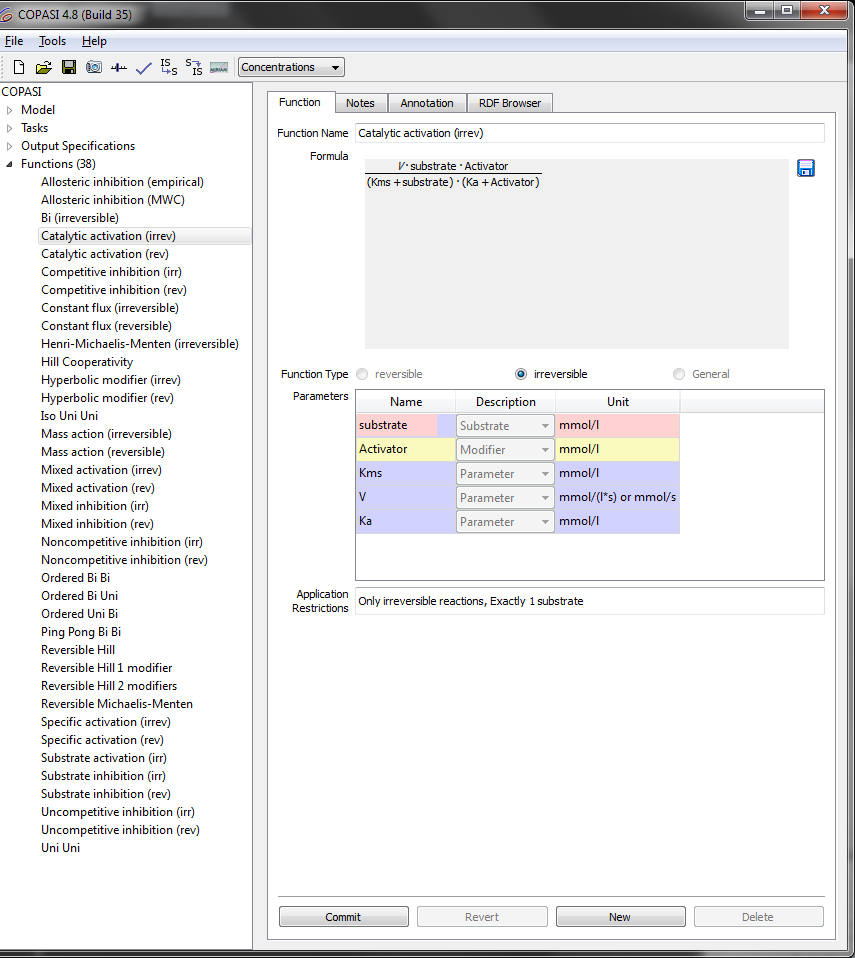 COPASI 4.8 (Build 35)
File Tools Help
IS S S IS Concentrations
COPASI
Model
Tasks
Output Specifications
Functions (38)
Allosteric inhibition (empirical)
Allosteric inhibition (MWC)
Bi (irreversible)
Catalytic activation (irrev)
Catalytic activation (rev)
Competitive inhibition (irr)
Competitive inhibition (rev)
Constant flux (irreversible)
Constant flux (reversible)
Henri-Michaelis-Menten (irreversible)
Hill Cooperativity
Hyperbolic modifier (irrev)
Hyperbolic modifier (rev)
Iso Uni Uni
Mass action (irreversible)
Mass action (reversible)
Mixed activation (irrev)
Mixed activation (rev)
Mixed inhibition (irr)
Mixed inhibition (rev)
Noncompetitive inhibition (irr)
Noncompetitive inhibition (rev)
Ordered Bi Bi
Ordered Bi Uni
Ordered Uni Bi
Ping Pong Bi Bi
Reversible Hill
Reversible Hill 1 modifier
Reversible Hill 2 modifiers
Reversible Michaelis-Menten
Specific activation (irrev)
Specific activation (rev)
Substrate activation (irr)
Substrate inhibition (irr)
Substrate inhibition (rev)
Uncompetitive inhibition (irr)
Uncompetitive inhibition (rev)
Uni Uni
Function Notes Annotation RDF Browser
Function Name Catalytic activation (irrev)
Formula
V · substrate · Activator
(Kms + substrate) · (Ka + Activator)
Function Type reversible irreversible General
Parameters
Name Description Unit
substrate Substrate mmol/l
Activator Modifier mmol/l
Kms Parameter mmol/l
V Parameter mmol/(l*s) or mmol/s
Ka Parameter mmol/l
Application Restrictions
Only irreversible reactions, Exactly 1 substrate
Commit Revert New Delete